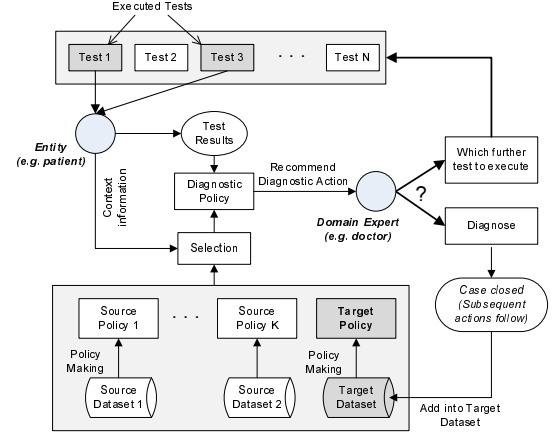 Executed Tests
Test 1
Test 2
Test 3
. . .
Test N
Entity
(e.g. patient)
Test
Results
Context
information
Diagnostic
Policy
Recommend
Diagnostic Action
Domain Expert
(e.g. doctor)
?
Which further
test to execute
Diagnose
Selection
Case closed
(Subsequent
actions follow)
Source
Policy 1
. . .
Source
Policy K
Target
Policy
Policy
Making
Policy
Making
Source
Dataset 1
Source
Dataset 2
Target
Dataset
Add into Target
Dataset